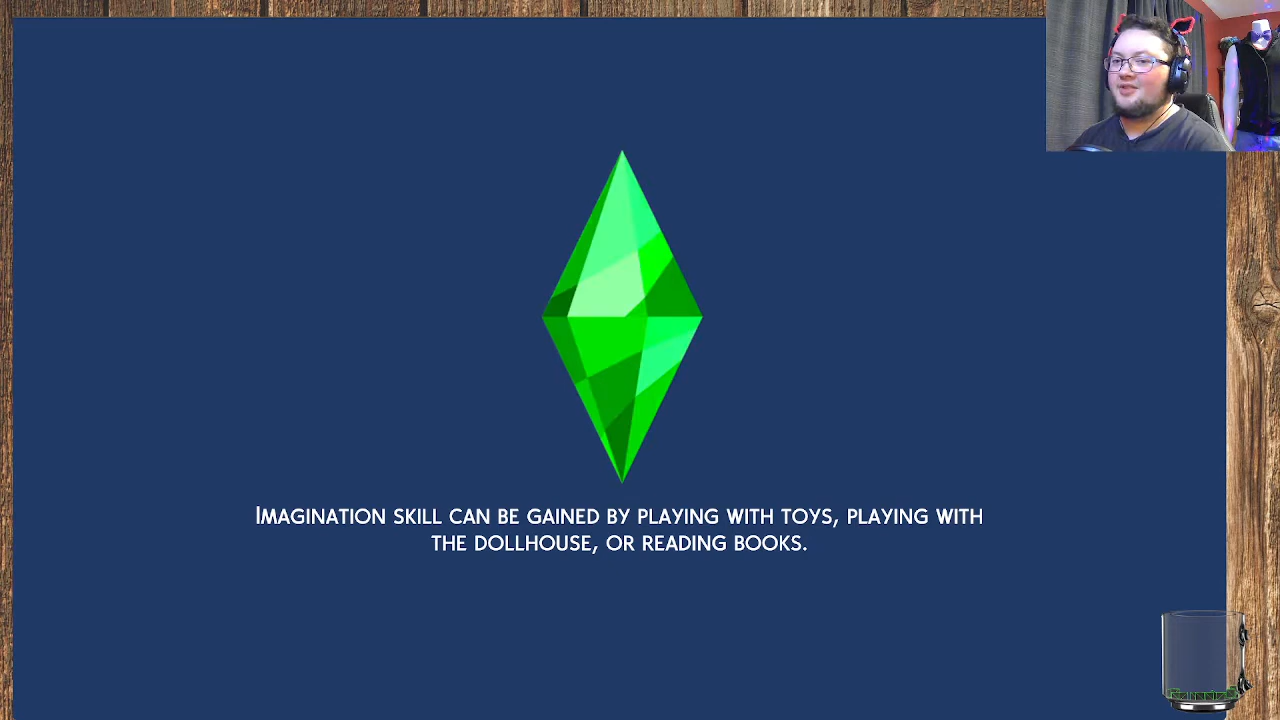 Imagination skill can be gained by playing with toys, playing with
the dollhouse, or reading books.